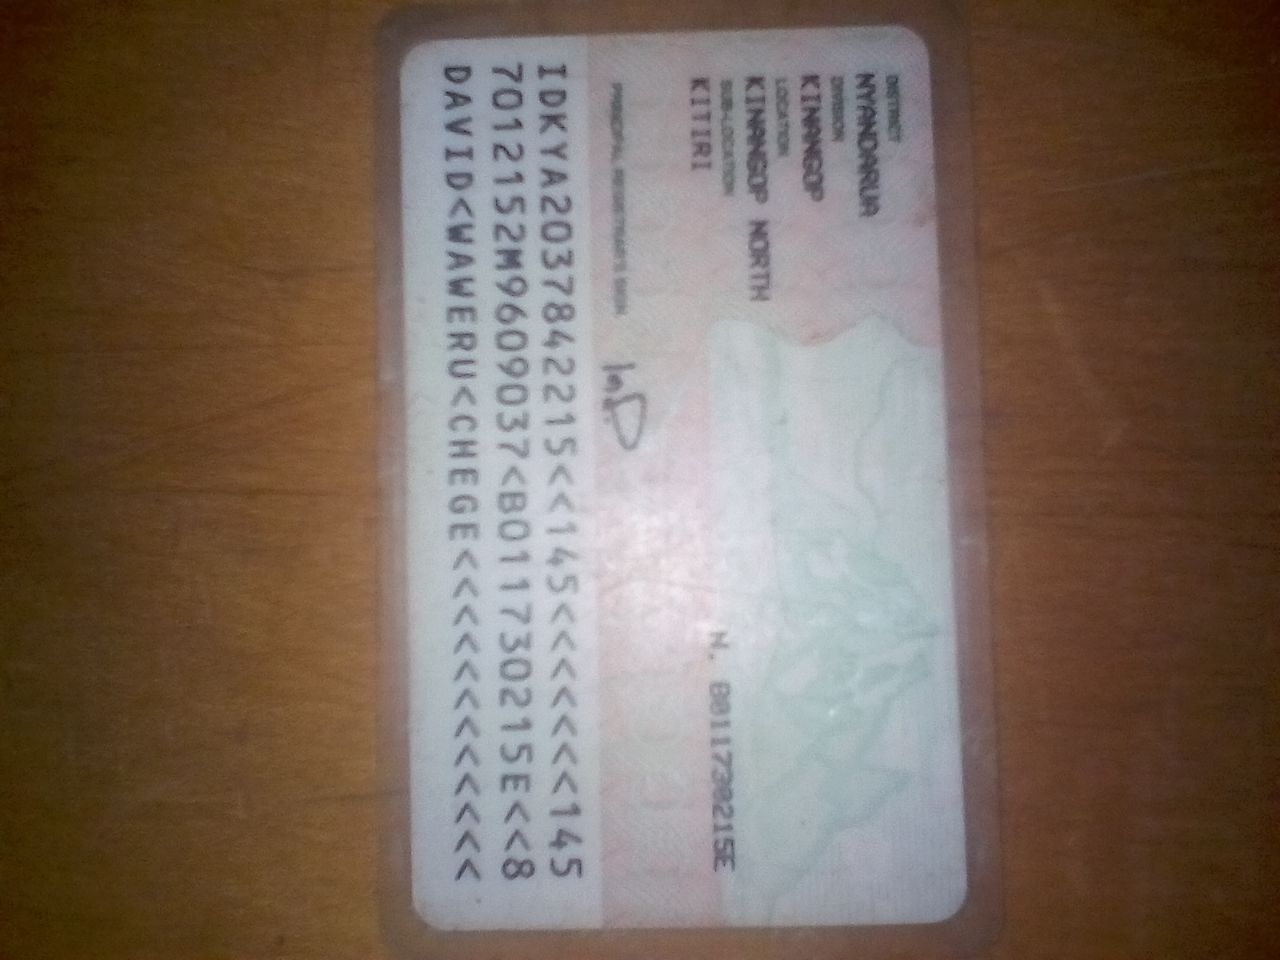 DISTRICT
NYANDARUA
DIVISION
KINANGOP
LOCATION
KINANGOP NORTH
SUB-LOCATION
KITIRI
N. B011730215E
PRINCIPAL REGISTRAR'S SIGN
IDKYA2037842215<<145<<<<<<<145
7012152M9609037<B011730215E<<8
DAVID<WAWERU<CHEGE<<<<<<<<<<<<